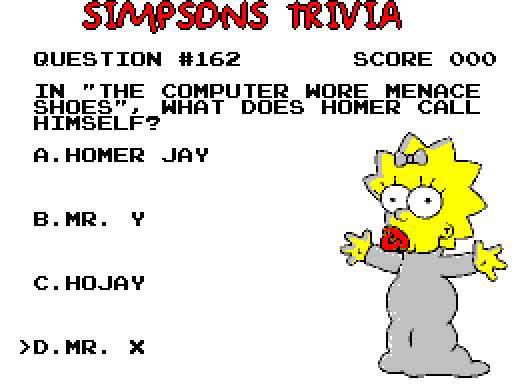 SIMPSONS TRIVIA
QUESTION #162 SCORE 000
IN "THE COMPUTER WORE MENACE
SHOES", WHAT DOES HOMER CALL
HIMSELF?
A.HOMER JAY
B.MR. Y
C.HOJAY
>D.MR. X